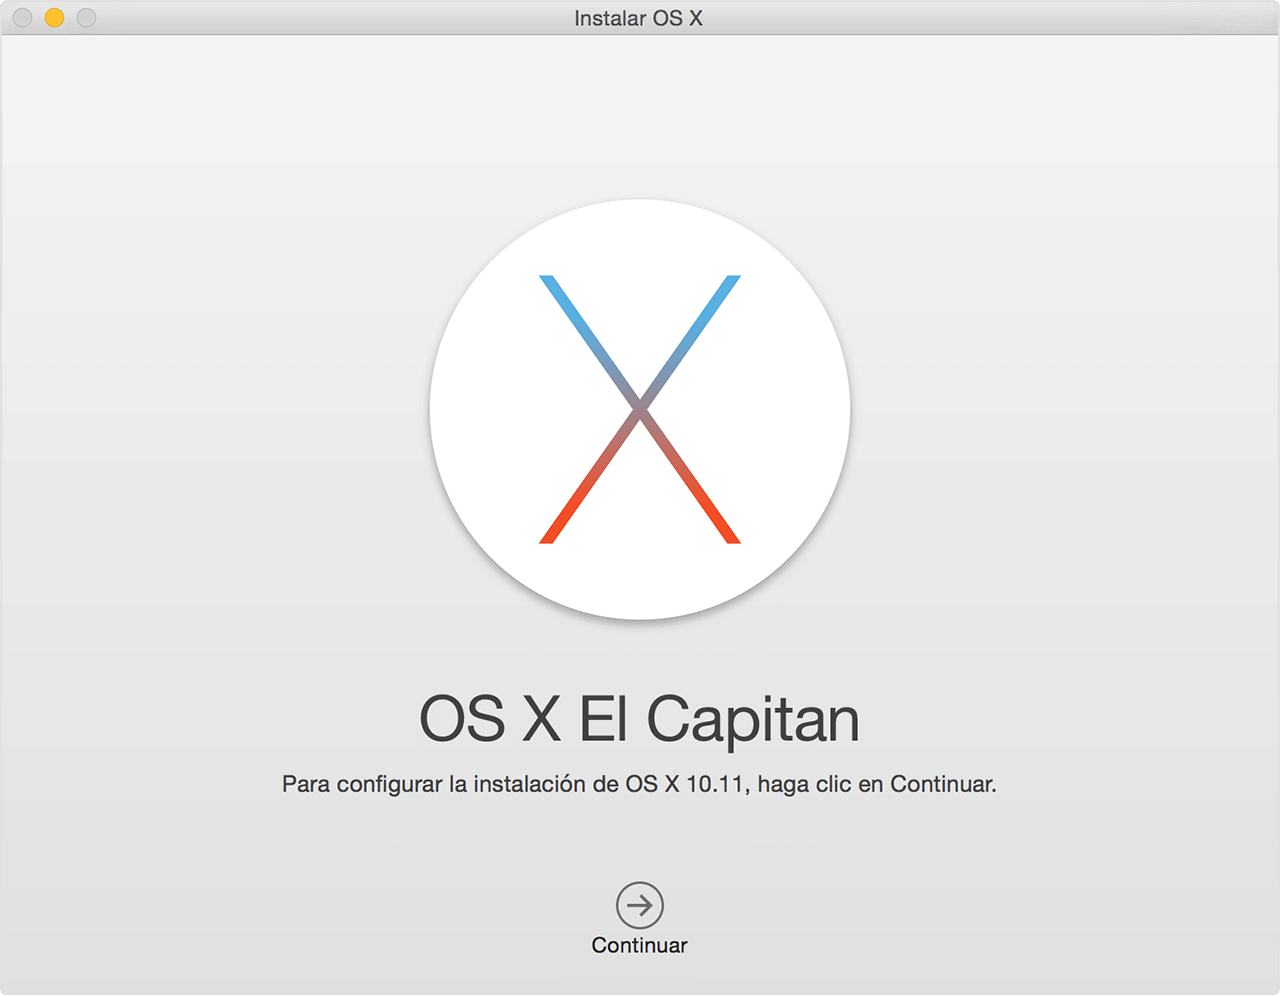 Instalar OS X
OS X El Capitan
Para configurar la instalación de OS X 10.11, haga clic en Continuar.
Continuar